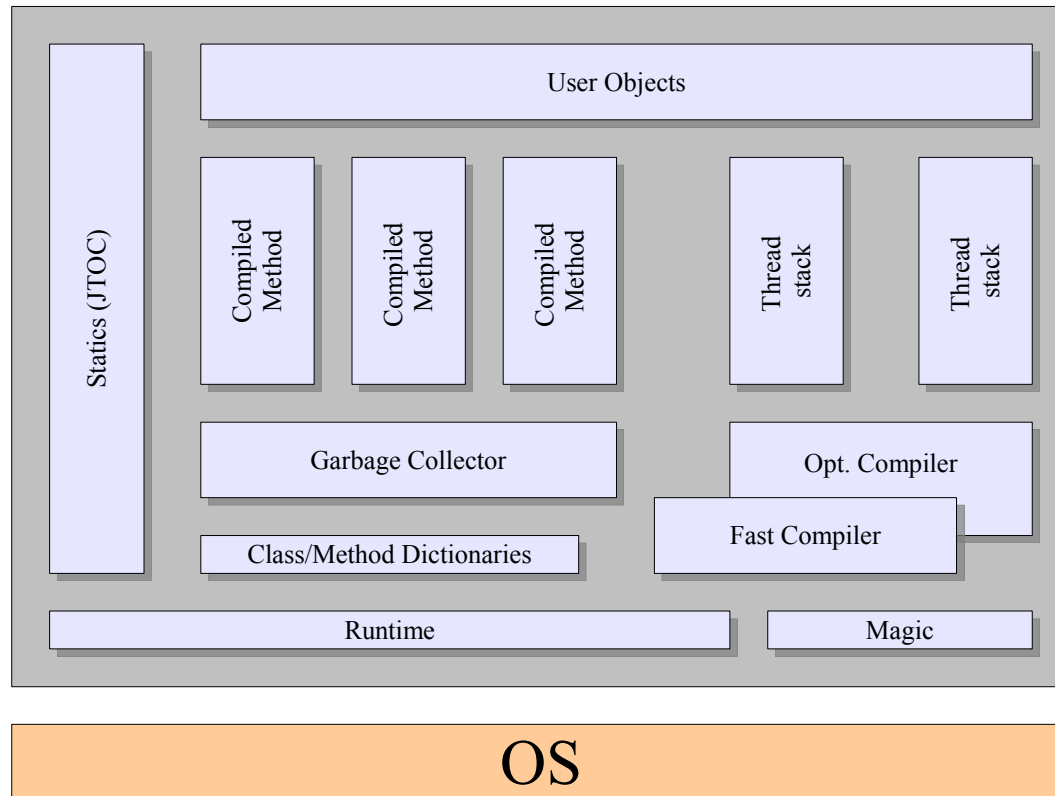 User Objects
Statics (JTOC)
Compiled
Method
Compiled
Method
Compiled
Method
Thread
stack
Thread
stack
Garbage Collector
Opt. Compiler
Fast Compiler
Class/Method Dictionaries
Runtime
Magic
OS